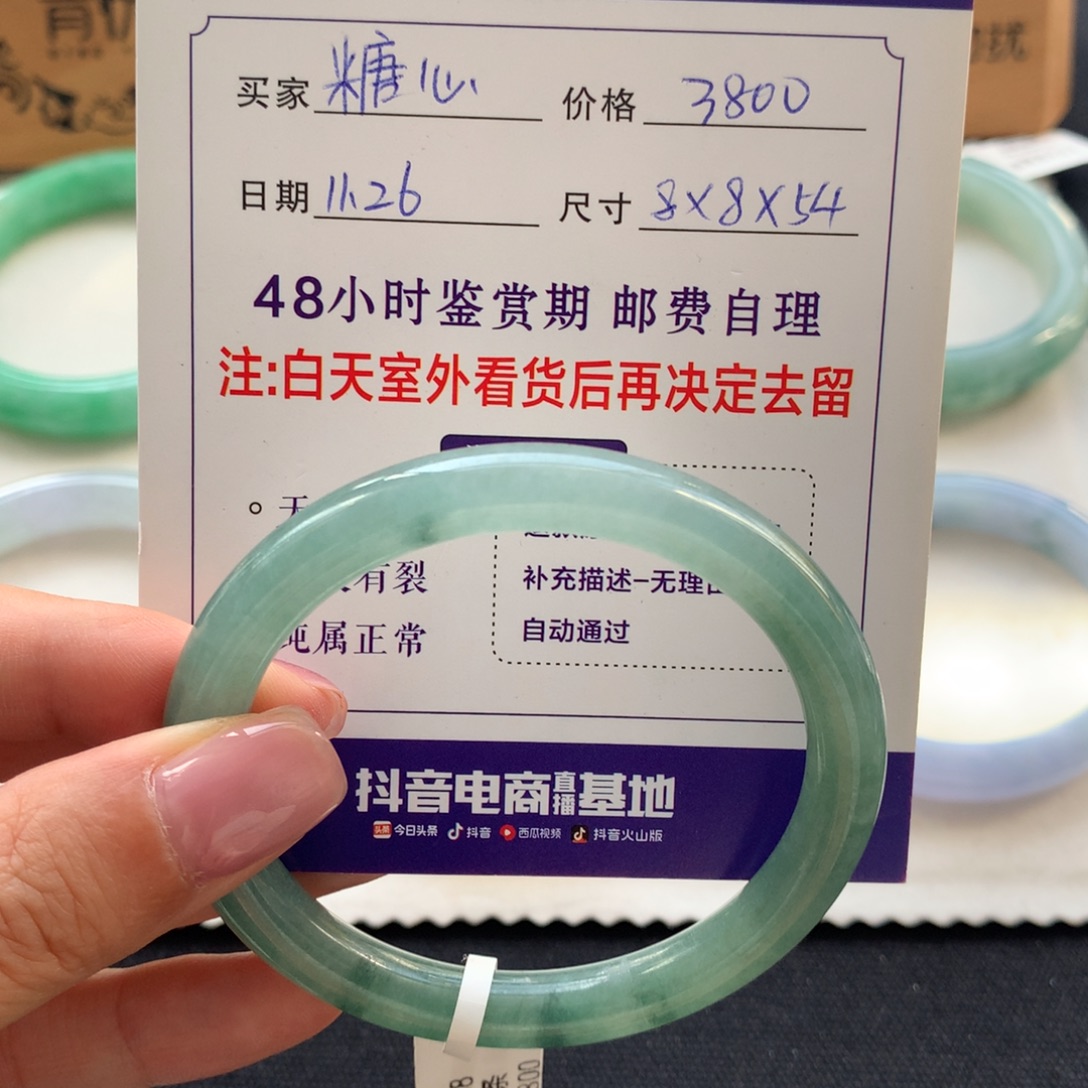 买家 糖心 价格 3800
日期 11.26 尺寸 8X8X54
48小时鉴赏期 邮费自理
注:白天室外看货后再决定去留
无
有裂
补充描述-无理
纯属正常
自动通过
抖音电商直播基地
头条 今日头条 抖音 西瓜视频 抖音火山版